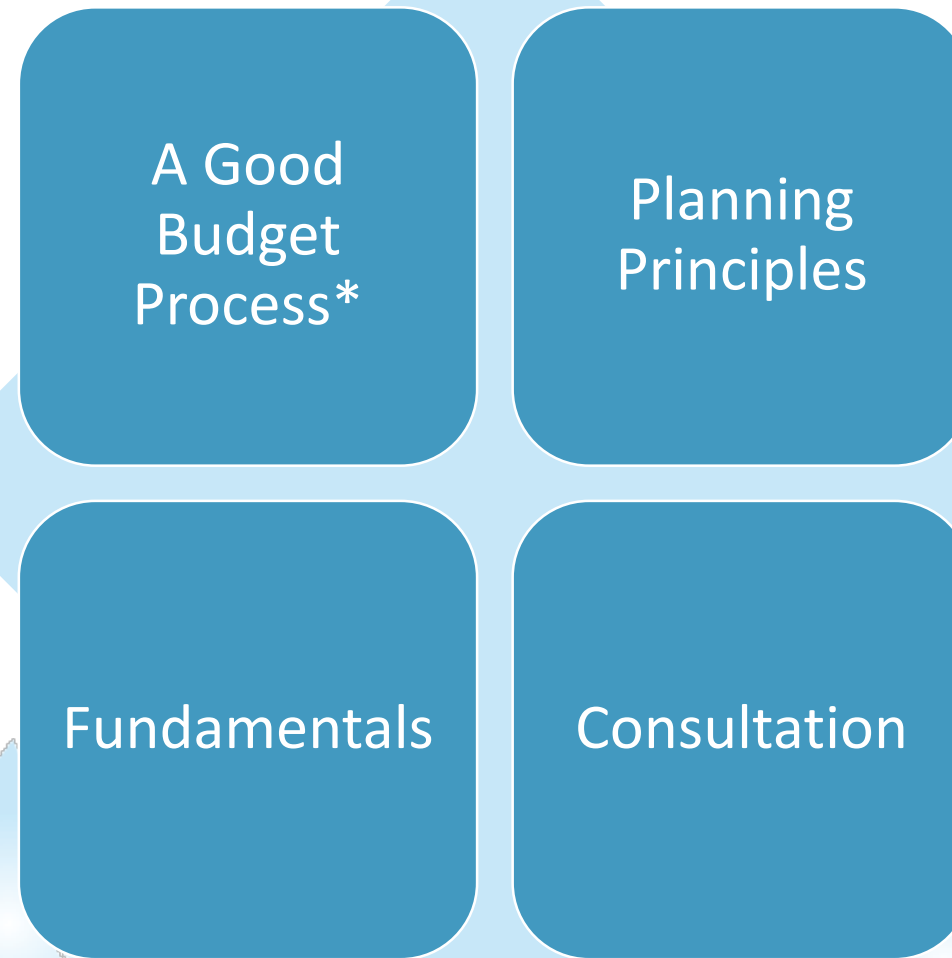 A Good
Budget
Process*
Planning
Principles
Fundamentals
Consultation